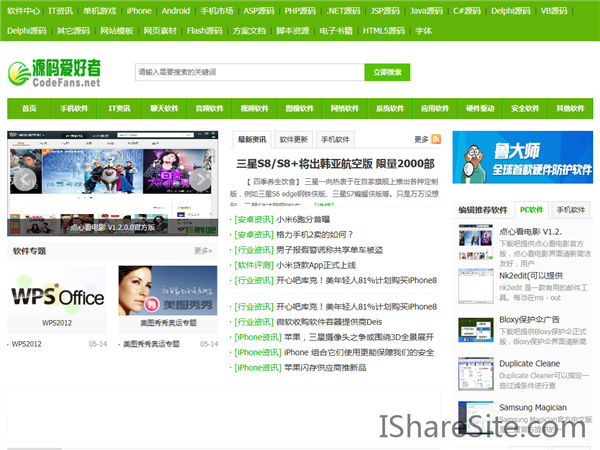 软件中心 | IT资讯 | 单机游戏 | iPhone | Android | 手机市场 | ASP源码 | PHP源码 | .NET源码 | JSP源码 | Java源码 | C#源码 | Delphi源码 | VB源码 |
Delphi源码 | 其它源码 | 网站模板 | 网页素材 | Flash源码 | 方案文档 | 脚本资源 | 电子书籍 | HTML5源码 | 字体
源码爱好者
CodeFans.net
请输入需要搜索的关键词
立即搜索
首页 手机软件 IT资讯 聊天软件 音频软件 视频软件 图像软件 网络软件 系统软件 应用软件 硬件驱动 安全软件 其他软件
点心看电影 V1.2.0.0官方版
软件专题 更多»
WPS Office
美图秀秀
WPS2012 美图秀秀奥运专题
· WPS2012 05-14 · 美图秀秀奥运专题 05-14
最新资讯 软件更新 手机软件 更多
三星S8/S8+将出韩亚航空版 限量2000部
【 四季养生饮食】 三星一向热衷于在自家旗舰上推出各种定制
版，例如三星S6 edge钢铁侠版、三星S7蝙蝠侠版等。只是万万没想
· [安卓资讯] 小米6跑分首曝
· [安卓资讯] 格力手机2卖的如何？
· [行业资讯] 男子报假警谎称共享单车被盗
· [软件评测] 小米贷款App正式上线
· [行业资讯] 开心吧库克！美年轻人81%计划购买iPhone8
· [行业资讯] 开心吧库克！美年轻人81%计划购买iPhone8
· [行业资讯] 微软收购软件容器提供商Deis
· [iPhone资讯] 苹果，三星摄像头之争或围绕3D全景展开
· [iPhone资讯] iPhone 组合它们使用更能保障我们的安全
· [iPhone资讯] 苹果闪存供应商推新品
鲁大师
全球首款硬件防护软件
编辑推荐软件 PC软件 手机软件
点心看电影 V1.2.
下载吧提供点心看电影官方
版，点心看电影界面清新简洁
友好，用户
Nk2edit(可以提供
nk2edit 是一款有用的邮件工
具，每当在ms - out
Bloxy保护伞广告
下载吧提供Bloxy保护伞正式
版，Bloxy保护伞界面清新简
Duplicate Cleane
Duplicate Cleaner可以指定一
些过滤条件进行查
Samsung Magician
Samsung Magician官方中文版
IShareSite.com